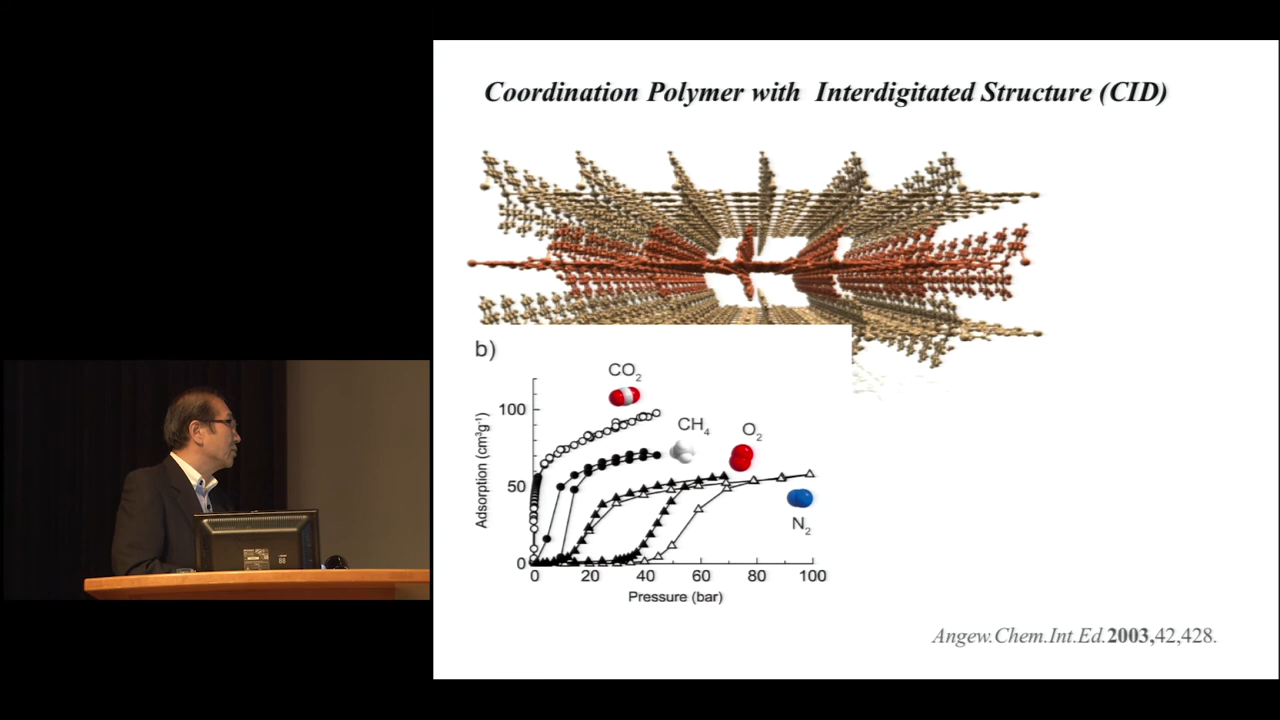 Coordination Polymer with Interdigitated Structure (CID)
b)
CO2
CH4
O2
N2
100
50
0
Adsorption (cm3g-1)
0 20 40 60 80 100
Pressure (bar)
Angew.Chem.Int.Ed.2003,42,428.